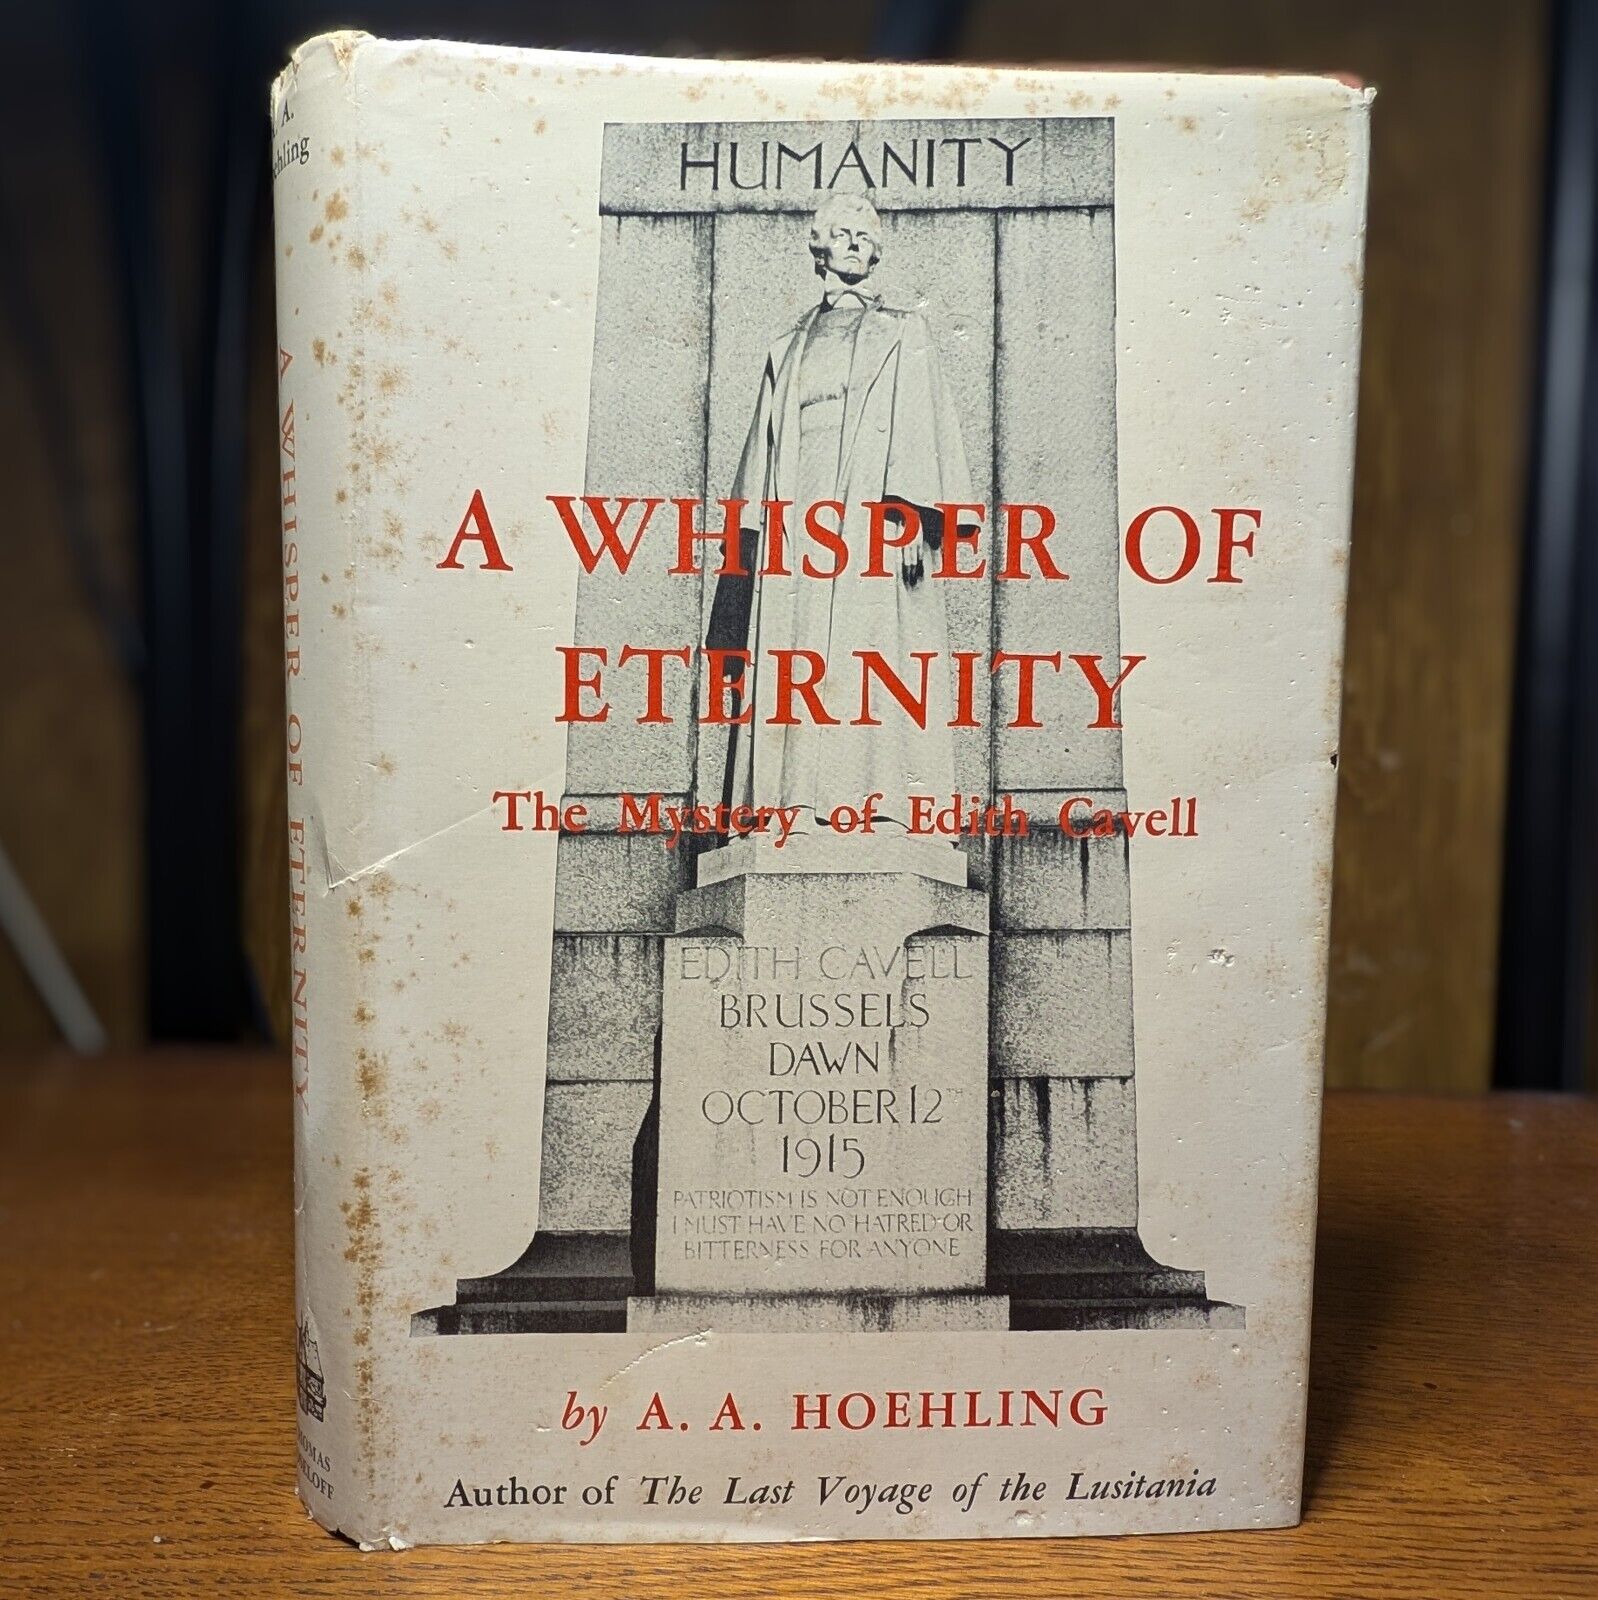 HUMANITY
A WHISPER OF
ETERNITY
The Mystery of Edith Cavell
EDITH CAVELL
BRUSSELS
DAWN
OCTOBER 12TH
1915
PATRIOTISM IS NOT ENOUGH
I MUST HAVE NO HATRED OR
BITTERNESS FOR ANYONE
by A. A. HOEHLING
Author of The Last Voyage of the Lusitania
A.
A WHISPER OF ETERNITY